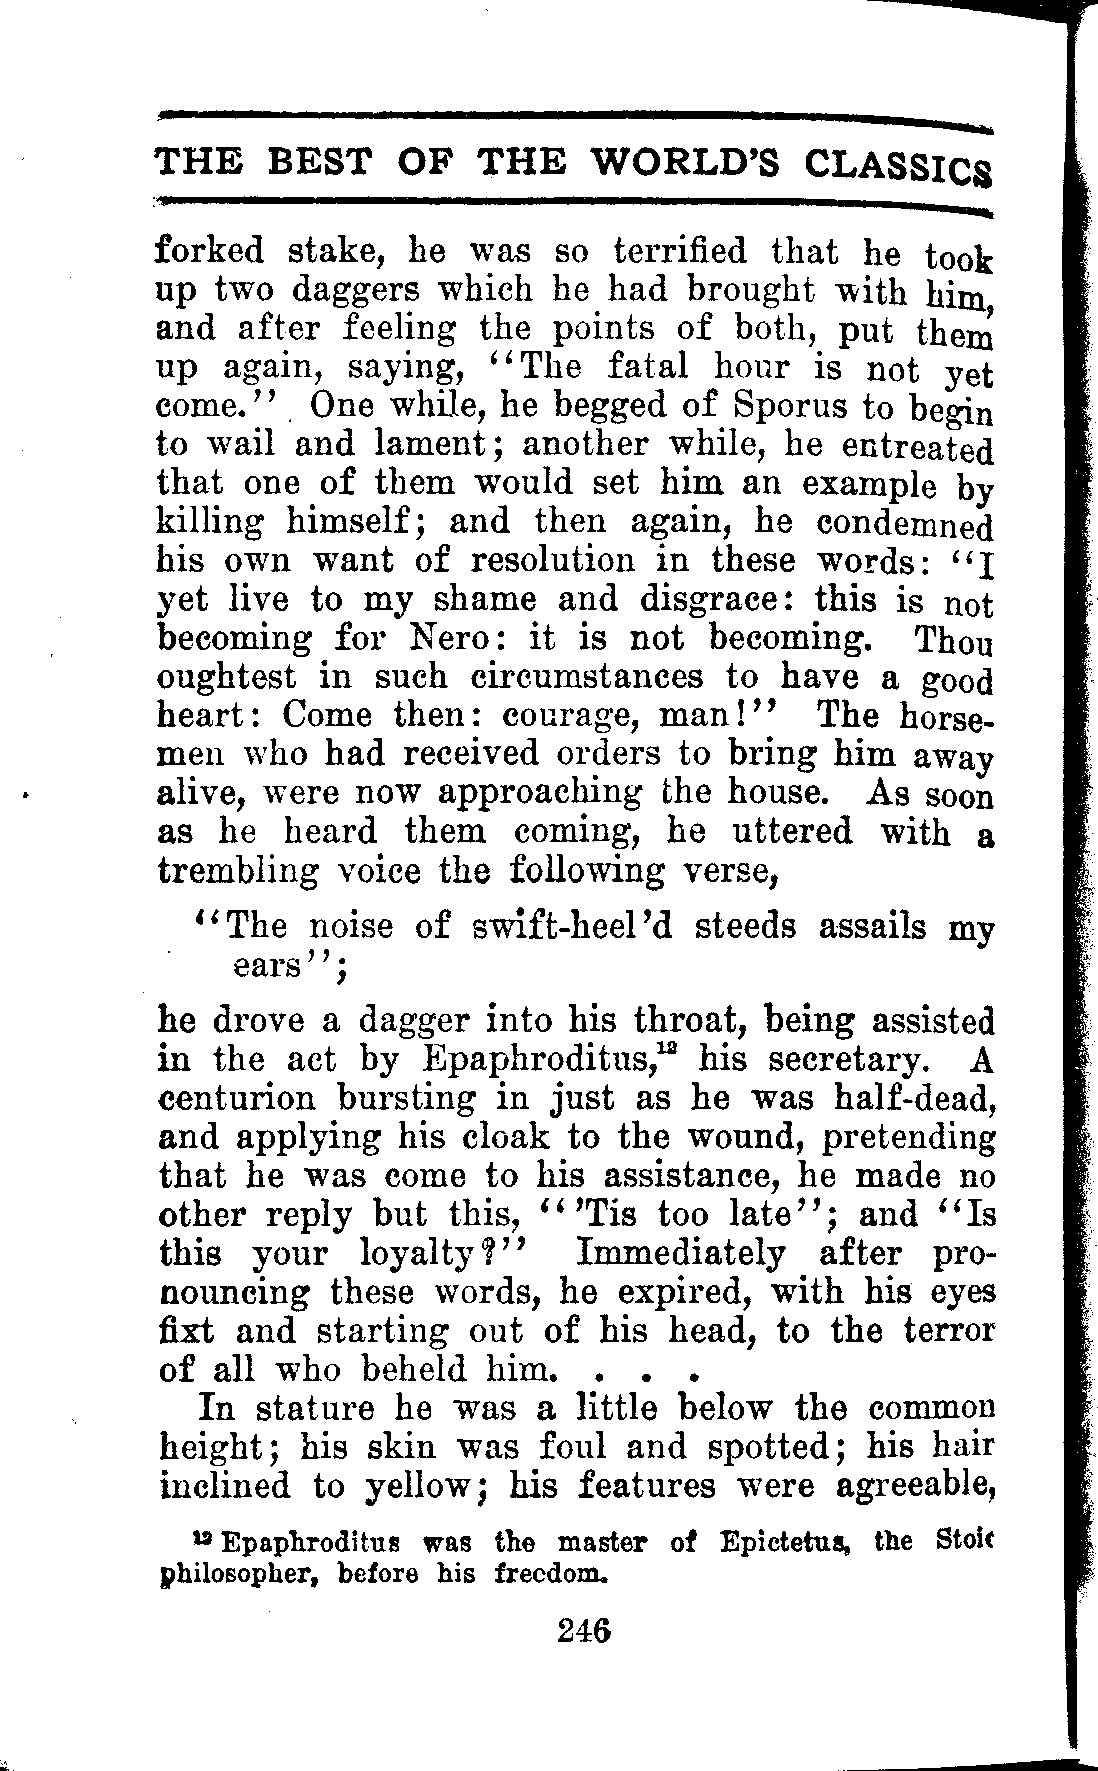 THE BEST OF THE WORLD'S CLASSICS
forked stake, he was so terrified that he took
up two daggers which he had brought with him,
and after feeling the points of both, put them
up again, saying, "The fatal hour is not yet
come." One while, he begged of Sporus to begin
to wail and lament; another while, he entreated
that one of them would set him an example by
killing himself; and then again, he condemned
his own want of resolution in these words: "I
yet live to my shame and disgrace: this is not
becoming for Nero: it is not becoming. Thou
oughtest in such circumstances to have a good
heart: Come then: courage, man!" The horse-
men who had received orders to bring him away
alive, were now approaching the house. As soon
as he heard them coming, he uttered with a
trembling voice the following verse,
"The noise of swift-heel'd steeds assails my
ears";
he drove a dagger into his throat, being assisted
in the act by Epaphroditus,¹² his secretary. A
centurion bursting in just as he was half-dead,
and applying his cloak to the wound, pretending
that he was come to his assistance, he made no
other reply but this, "'Tis too late"; and "Is
this your loyalty?" Immediately after pro-
nouncing these words, he expired, with his eyes
fixt and starting out of his head, to the terror
of all who beheld him. . . .
In stature he was a little below the common
height; his skin was foul and spotted; his hair
inclined to yellow; his features were agreeable,
¹² Epaphroditus was the master of Epictetus, the Stoic
philosopher, before his freedom.
246